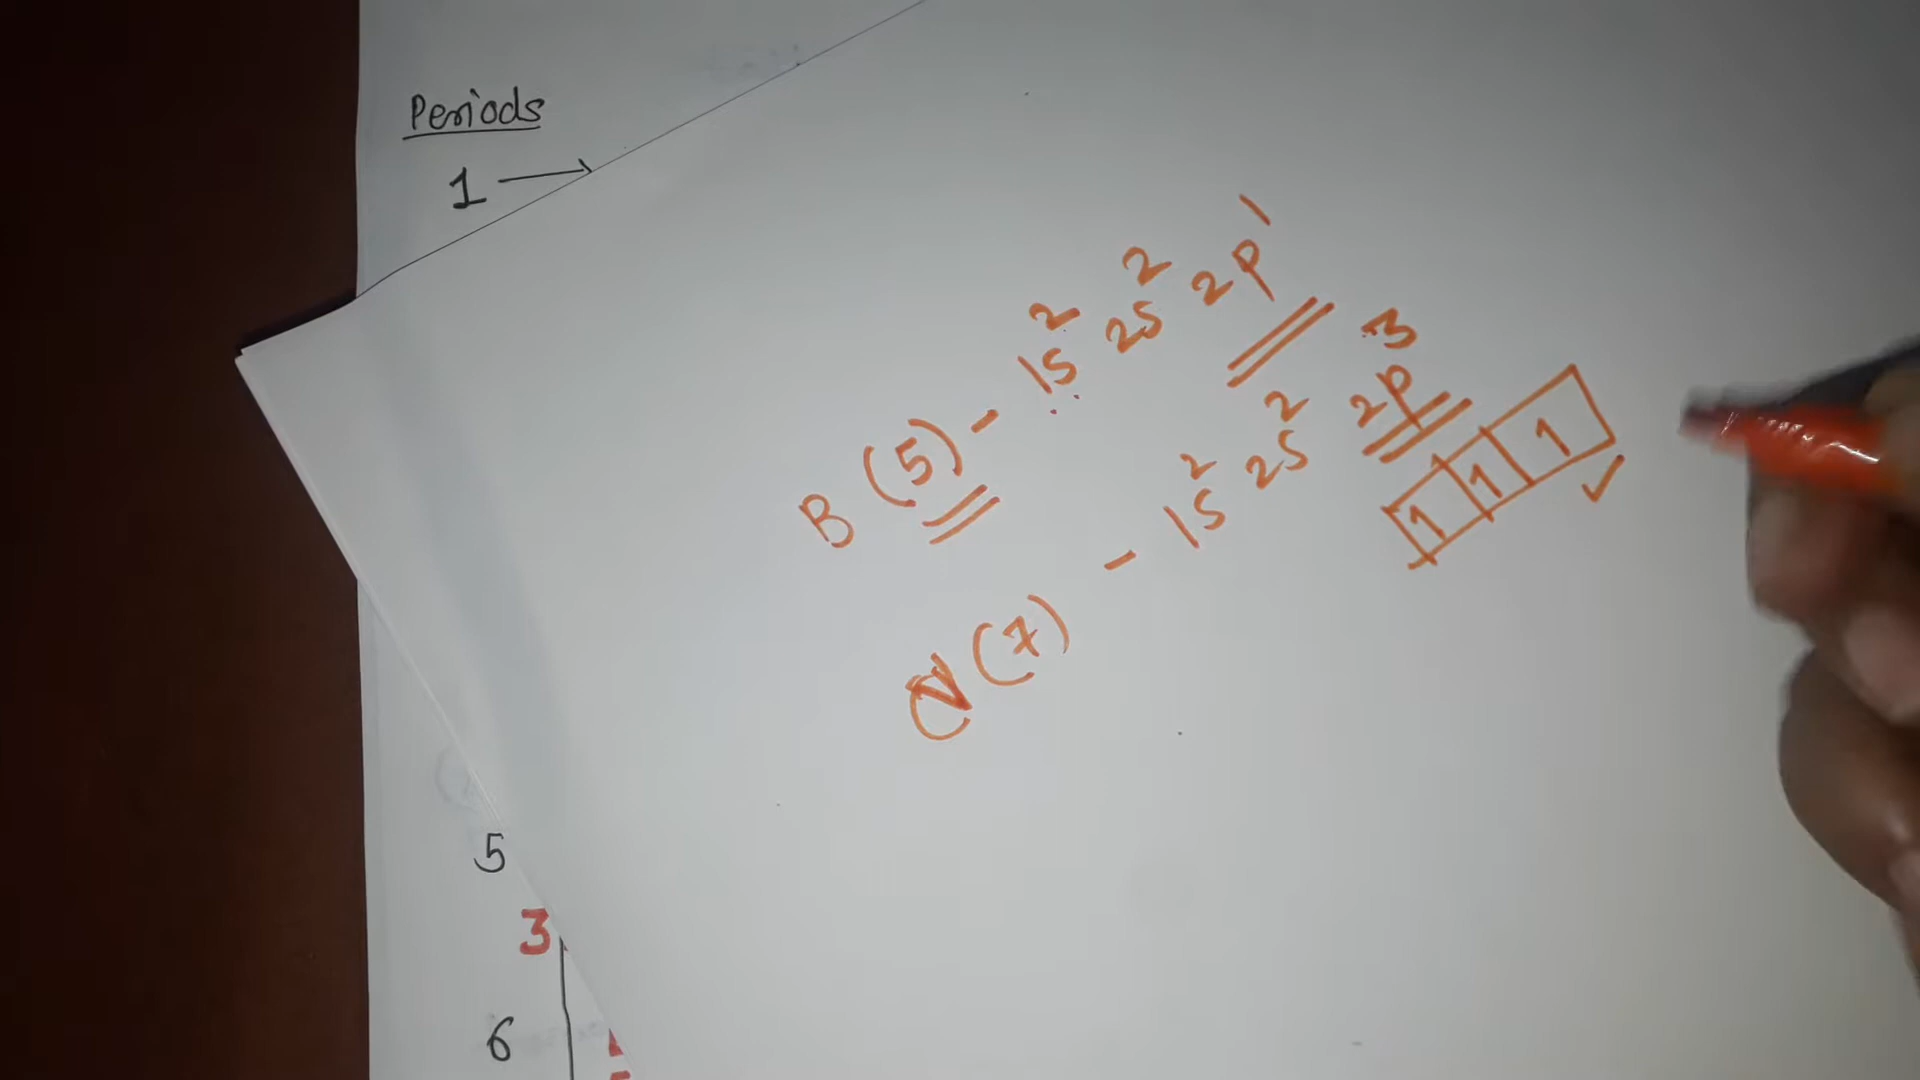 Periods
1 →
B (5) - 1s² 2s² 2p¹
N (7) - 1s² 2s² 2p³
1 1 1 ✓
5
3
6